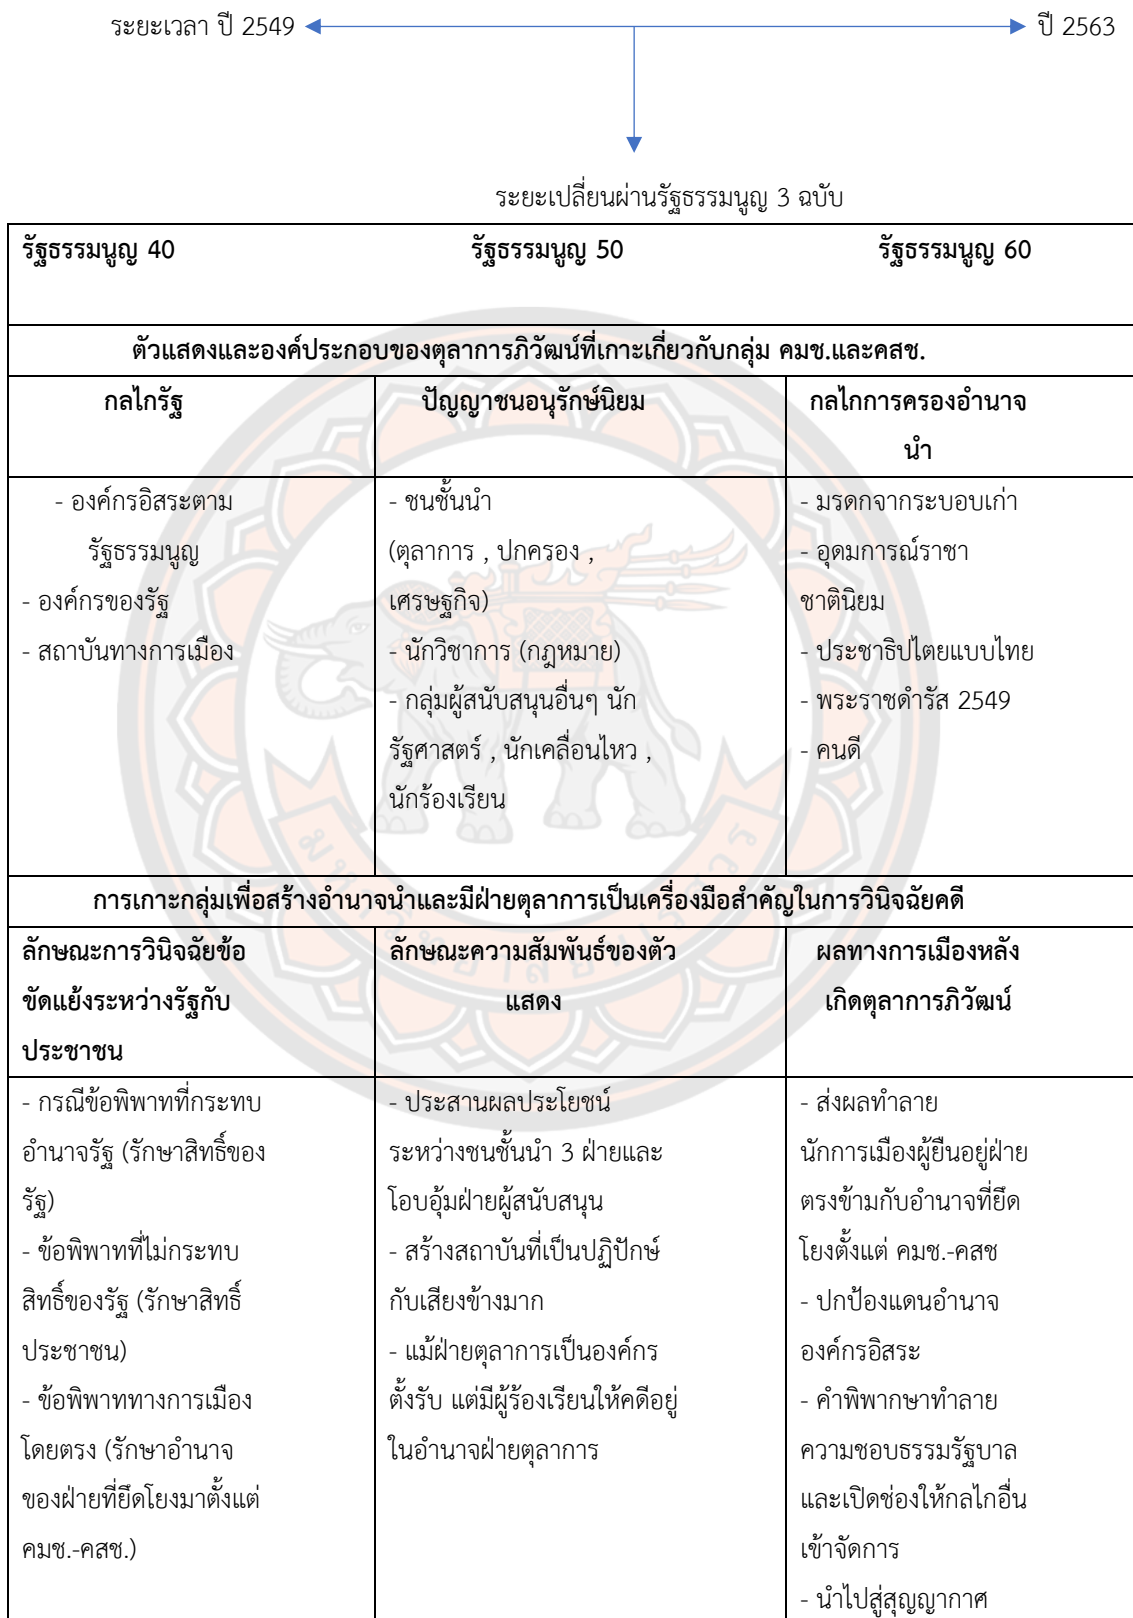 ระยะเวลา ปี 2549 ปี 2563
ระยะเปลี่ยนผ่านรัฐธรรมนูญ 3 ฉบับ
รัฐธรรมนูญ 40 รัฐธรรมนูญ 50 รัฐธรรมนูญ 60
ตัวแสดงและองค์ประกอบของตุลาการภิวัฒน์ที่เกาะเกี่ยวกับกลุ่ม คมช.และคสช.
กลไกรัฐ
ปัญญาชนอนุรักษ์นิยม
กลไกการครองอำนาจ
นำ
- องค์กรอิสระตาม
รัฐธรรมนูญ
- องค์กรของรัฐ
- สถาบันทางการเมือง
- ชนชั้นนำ
(ตุลาการ , ปกครอง ,
เศรษฐกิจ)
- นักวิชาการ (กฎหมาย)
- กลุ่มผู้สนับสนุนอื่นๆ นัก
รัฐศาสตร์ , นักเคลื่อนไหว ,
นักร้องเรียน
- มรดกจากระบอบเก่า
- อุดมการณ์ราชา
ชาตินิยม
- ประชาธิปไตยแบบไทย
- พระราชดำรัส 2549
- คนดี
การเกาะกลุ่มเพื่อสร้างอำนาจนำและมีฝ่ายตุลาการเป็นเครื่องมือสำคัญในการวินิจฉัยคดี
ลักษณะการวินิจฉัยข้อ
ขัดแย้งระหว่างรัฐกับ
ประชาชน
ลักษณะความสัมพันธ์ของตัว
แสดง
ผลทางการเมืองหลัง
เกิดตุลาการภิวัฒน์
- กรณีข้อพิพาทที่กระทบ
อำนาจรัฐ (รักษาสิทธิ์ของ
รัฐ)
- ข้อพิพาทที่ไม่กระทบ
สิทธิ์ของรัฐ (รักษาสิทธิ์
ประชาชน)
- ข้อพิพาททางการเมือง
โดยตรง (รักษาอำนาจ
ของฝ่ายที่ยึดโยงมาตั้งแต่
คมช.-คสช.)
- ประสานผลประโยชน์
ระหว่างชนชั้นนำ 3 ฝ่ายและ
โอบอุ้มฝ่ายผู้สนับสนุน
- สร้างสถาบันที่เป็นปฏิปักษ์
กับเสียงข้างมาก
- แม้ฝ่ายตุลาการเป็นองค์กร
ตั้งรับ แต่มีผู้ร้องเรียนให้คดีอยู่
ในอำนาจฝ่ายตุลาการ
- ส่งผลทำลาย
นักการเมืองผู้ยืนอยู่ฝ่าย
ตรงข้ามกับอำนาจที่ยึด
โยงตั้งแต่ คมช.-คสช
- ปกป้องแดนอำนาจ
องค์กรอิสระ
- คำพิพากษาทำลาย
ความชอบธรรมรัฐบาล
และเปิดช่องให้กลไกอื่น
เข้าจัดการ
- นำไปสู่สุญญากาศ
มหาวิทยาลัยนเรศวร